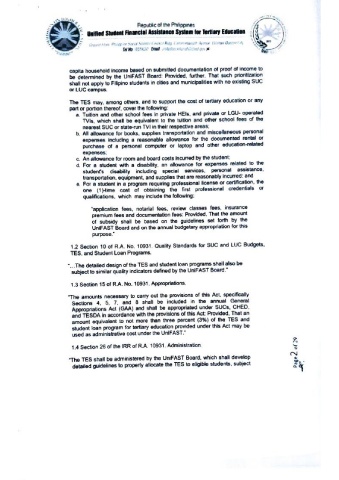 Republic of the Philippines
Unified Student Financial Assistance System for Tertiary Education
capita household income based on submitted documentation of proof of income to
be determined by the UniFAST Board: Provided, further, That such prioritization
shall not apply to Filipino students in cities and municipalities with no existing SUC
or LUC campus.
The TES may, among others, and to support the cost of tertiary education or any
part or portion thereof, cover the following:
a. Tuition and other school fees in private HEIs, and private or LGU- operated
TVIs, which shall be equivalent to the tuition and other school fees of the
nearest SUC or state-run TVI in their respective areas;
b. All allowance for books, supplies transportation and miscellaneous personal
expenses including a reasonable allowance for the documented rental or
purchase of a personal computer or laptop and other education-related
expenses;
c. An allowance for room and board costs incurred by the student;
d. For a student with a disability, an allowance for expenses related to the
student's disability including special services, personal assistance,
transportation, equipment, and supplies that are reasonably incurred; and
e. For a student in a program requiring professional license or certification, the
one (1)-time cost of obtaining the first professional credentials or
qualifications, which may include the following:
"application fees, notarial fees, review classes fees, insurance
premium fees and documentation fees: Provided, That the amount
of subsidy shall be based on the guidelines set forth by the
UniFAST Board and on the annual budgetary appropriation for this
purpose."
1.2 Section 10 of R.A. No. 10931. Quality Standards for SUC and LUC Budgets,
TES, and Student Loan Programs.
"...The detailed design of the TES and student loan programs shall also be
subject to similar quality indicators defined by the UniFAST Board."
1.3 Section 15 of R.A. No. 10931. Appropriations.
"The amounts necessary to carry out the provisions of this Act, specifically
Sections 4, 5, 7, and 8 shall be included in the annual General
Appropriations Act (GAA) and shall be appropriated under SUCs, CHED,
and TESDA in accordance with the provisions of this Act: Provided, That an
amount equivalent to not more than three percent (3%) of the TES and
student loan program for tertiary education provided under this Act may be
used as administrative cost under the UniFAST."
1.4 Section 26 of the IRR of R.A. 10931. Administration
"The TES shall be administered by the UniFAST Board, which shall develop
detailed guidelines to properly allocate the TES to eligible students, subject
Page 2 of 29